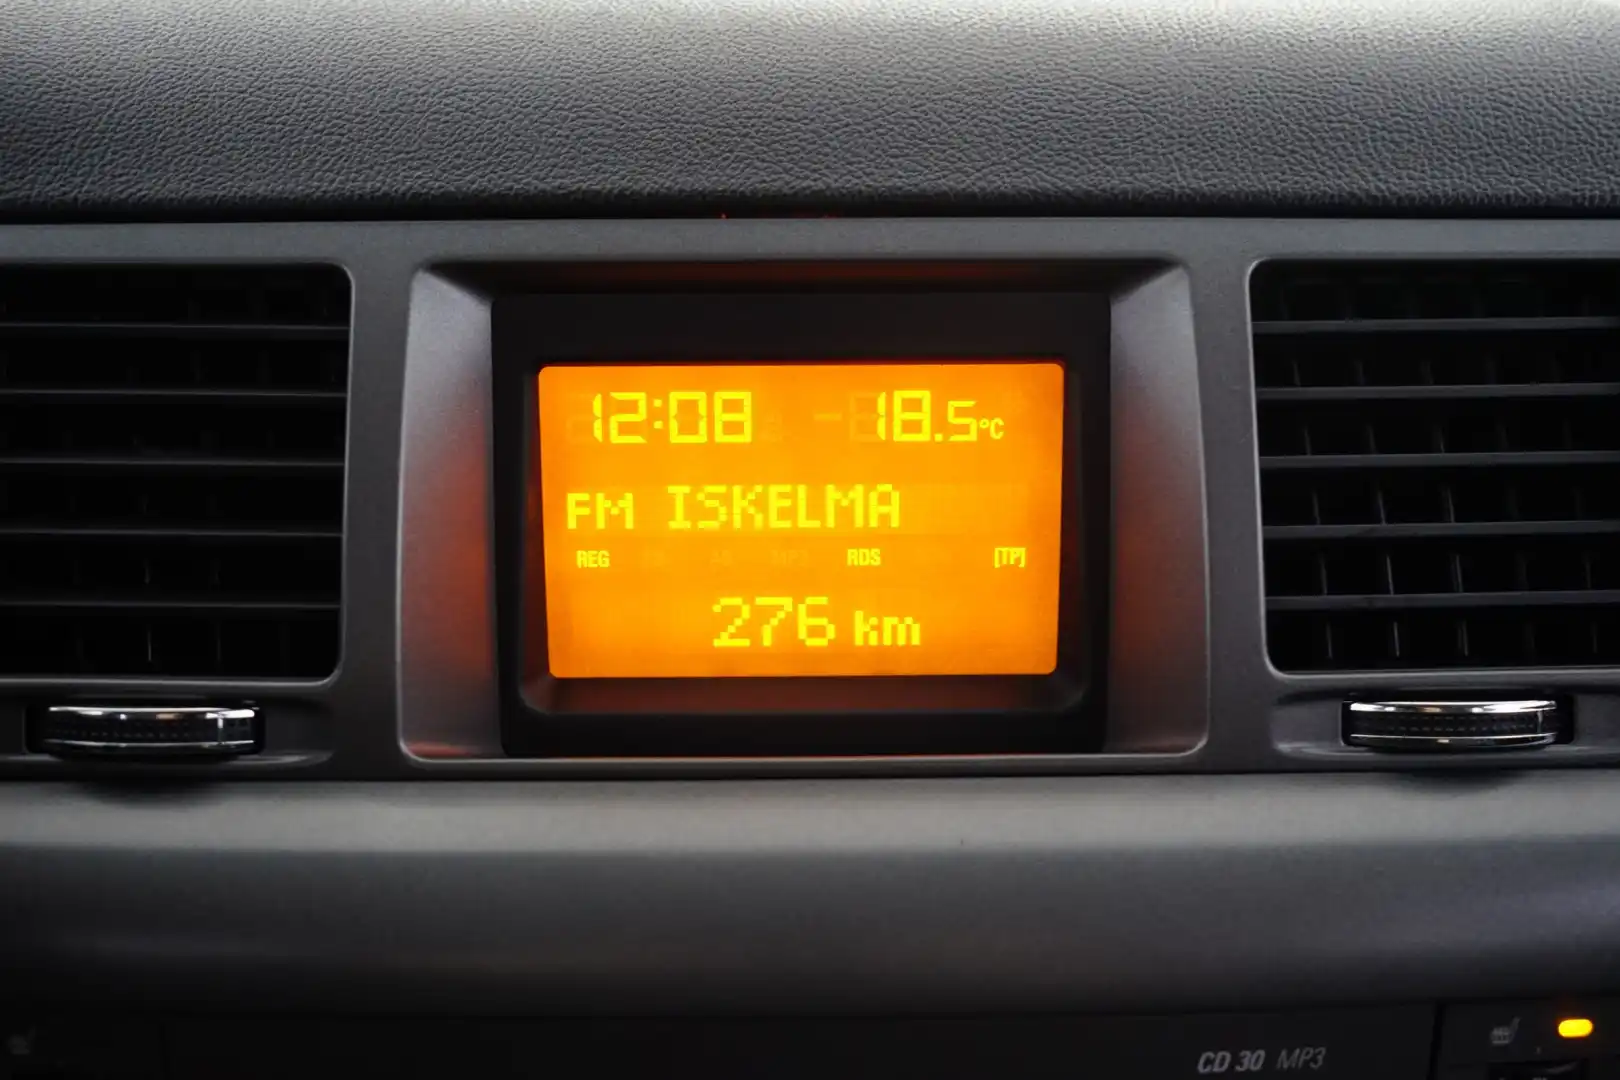 12:08 18.5°C
FM ISKELMA
REG RDS [TP]
276 km
CD 30 MP3